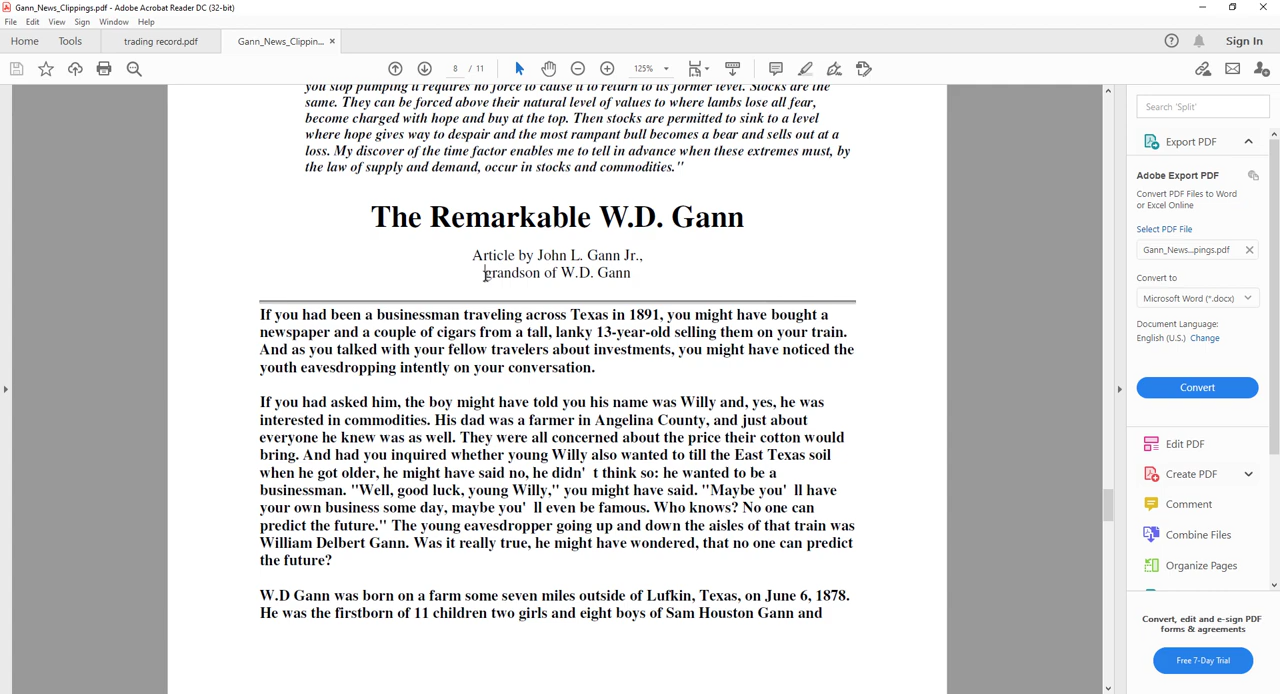 Gann_News_Clippings.pdf - Adobe Acrobat Reader DC (32-bit)
File Edit View Sign Window Help
Home Tools trading record.pdf Gann_News_Clippin... × Sign In
8 / 11 125%
you stop pumping it requires no force to cause it to return to its former level. Stocks are the
same. They can be forced above their natural level of values to where lambs lose all fear,
become charged with hope and buy at the top. Then stocks are permitted to sink to a level
where hope gives way to despair and the most rampant bull becomes a bear and sells out at a
loss. My discover of the time factor enables me to tell in advance when these extremes must, by
the law of supply and demand, occur in stocks and commodities."
The Remarkable W.D. Gann
Article by John L. Gann Jr.,
grandson of W.D. Gann
If you had been a businessman traveling across Texas in 1891, you might have bought a
newspaper and a couple of cigars from a tall, lanky 13-year-old selling them on your train.
And as you talked with your fellow travelers about investments, you might have noticed the
youth eavesdropping intently on your conversation.
If you had asked him, the boy might have told you his name was Willy and, yes, he was
interested in commodities. His dad was a farmer in Angelina County, and just about
everyone he knew was as well. They were all concerned about the price their cotton would
bring. And had you inquired whether young Willy also wanted to till the East Texas soil
when he got older, he might have said no, he didn' t think so: he wanted to be a
businessman. "Well, good luck, young Willy," you might have said. "Maybe you' ll have
your own business some day, maybe you' ll even be famous. Who knows? No one can
predict the future." The young eavesdropper going up and down the aisles of that train was
William Delbert Gann. Was it really true, he might have wondered, that no one can predict
the future?
W.D Gann was born on a farm some seven miles outside of Lufkin, Texas, on June 6, 1878.
He was the firstborn of 11 children two girls and eight boys of Sam Houston Gann and
Search 'Split'
Export PDF
Adobe Export PDF
Convert PDF Files to Word
or Excel Online
Select PDF File
Gann_News...pings.pdf ×
Convert to
Microsoft Word (*.docx)
Document Language:
English (U.S.) Change
Convert
Edit PDF
Create PDF
Comment
Combine Files
Organize Pages
Convert, edit and e-sign PDF
forms & agreements
Free 7-Day Trial